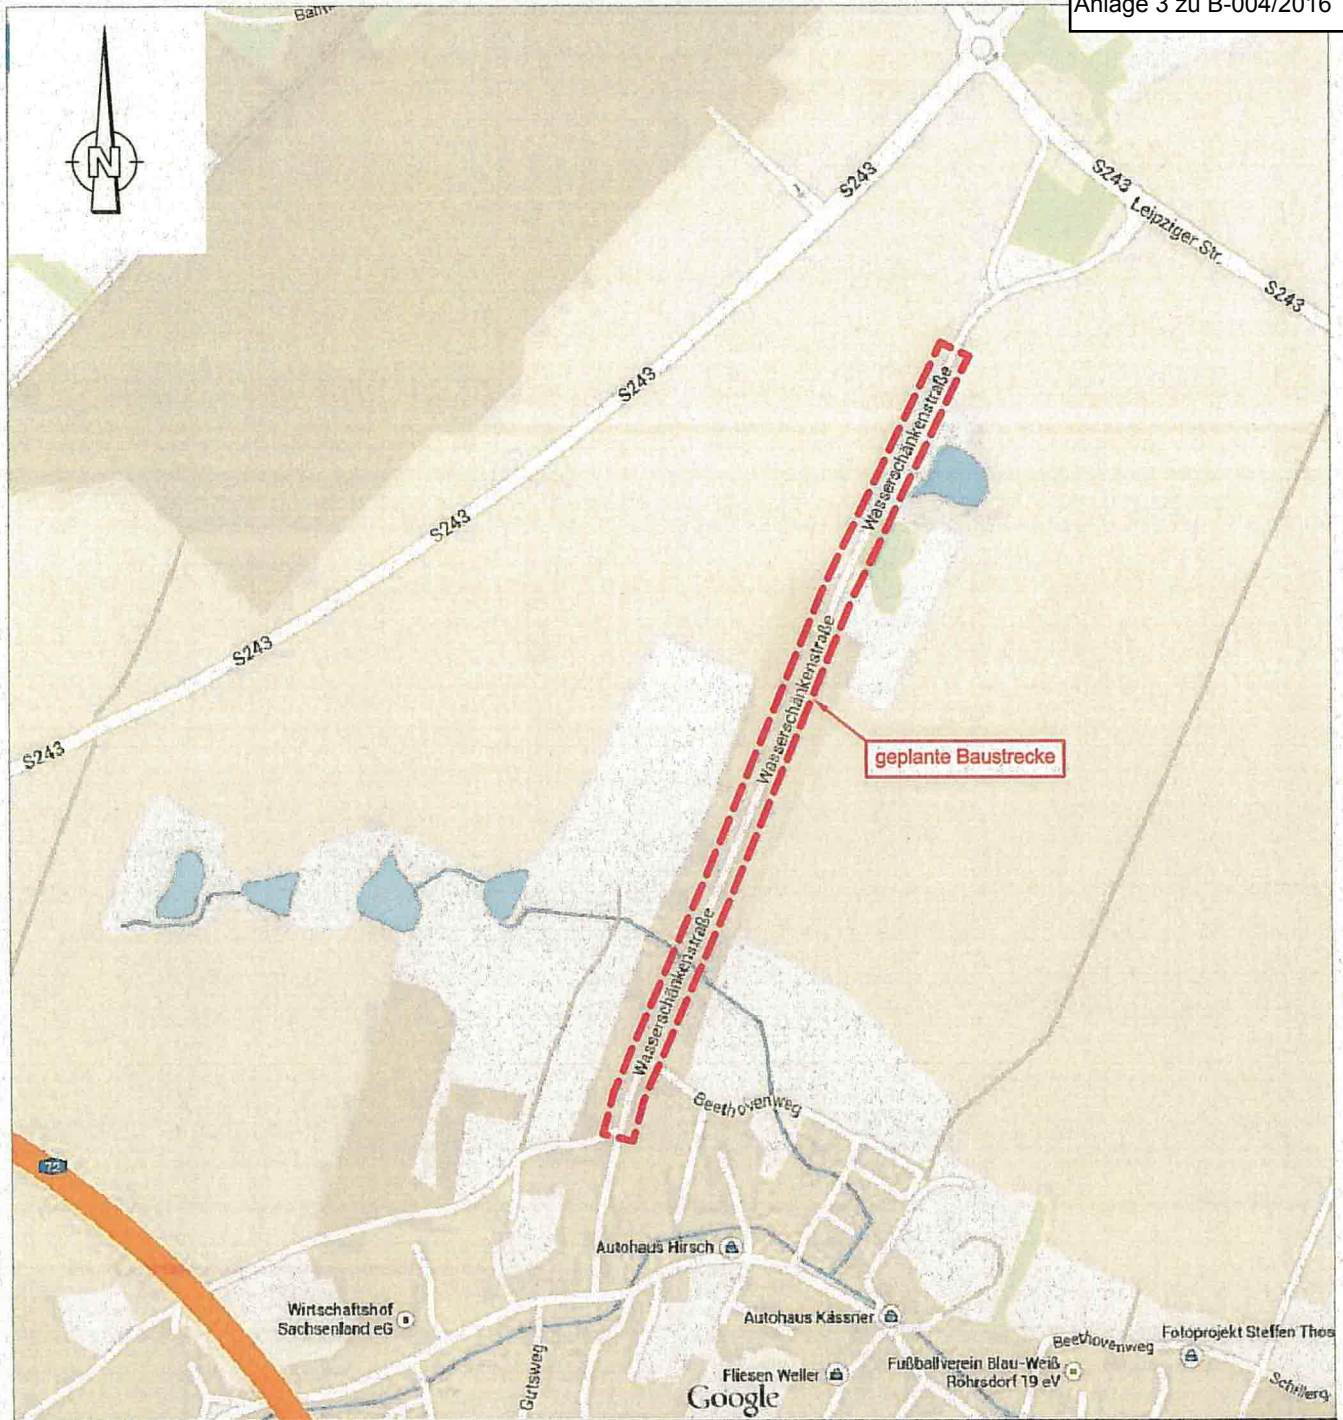 Anlage 3 zu B-004/2016
N
S243
S243
Leipziger Str.
S243
S243
Wasserschänkenstraße
S243
Wasserschänkenstraße
S243
S243
geplante Baustrecke
Wasserschänkenstraße
Beethovenweg
72
Autohaus Hirsch
Wirtschaftshof
Sachsenland eG
Autohaus Kässner
Beethovenweg
Fotoprojekt Steffen Thos
Fußballverein Blau-Weiß
Röhrsdorf 19 eV
Fliesen Weller
Gutsweg
Google